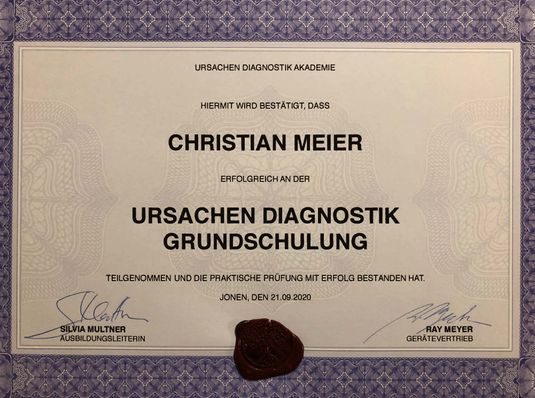 URSACHEN DIAGNOSTIK AKADEMIE
HIERMIT WIRD BESTÄTIGT, DASS
CHRISTIAN MEIER
ERFOLGREICH AN DER
URSACHEN DIAGNOSTIK
GRUNDSCHULUNG
TEILGENOMMEN UND DIE PRAKTISCHE PRÜFUNG MIT ERFOLG BESTANDEN HAT.
JONEN, DEN 21.09.2020
SILVIA MULTNER
AUSBILDUNGSLEITERIN
RAY MEYER
GERÄTEVERTRIEB